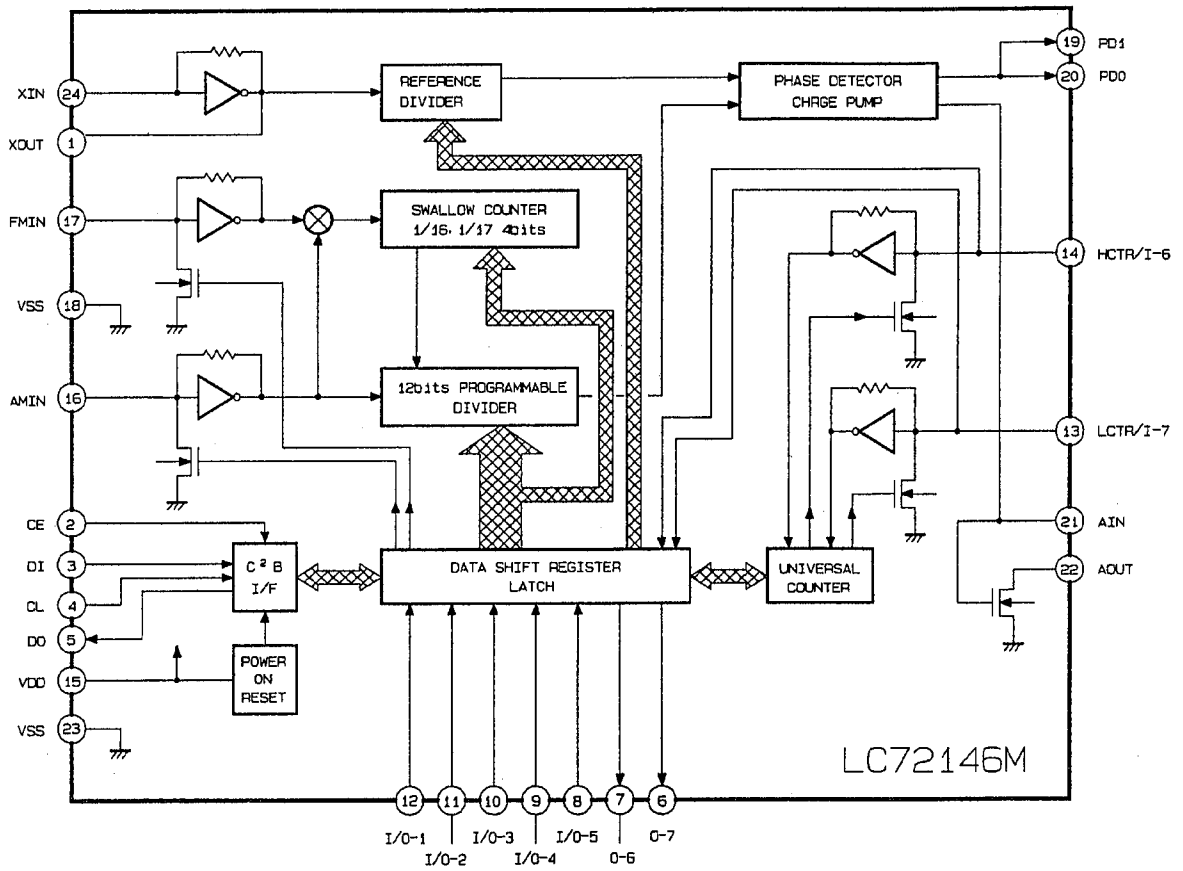 19 PD1
XIN 24
REFERENCE
DIVIDER
PHASE DETECTOR
CHRGE PUMP
20 PD0
XOUT 1
FMIN 17
SWALLOW COUNTER
1/16, 1/17 4bits
14 HCTR/I-6
VSS 18
AMIN 16
12bits PROGRAMMABLE
DIVIDER
13 LCTR/I-7
CE 2
21 AIN
DI 3
C²B
I/F
DATA SHIFT REGISTER
LATCH
UNIVERSAL
COUNTER
22 AOUT
CL 4
DO 5
VDD 15
POWER
ON
RESET
VSS 23
LC72146M
12 11 10 9 8 7 6
I/O-1 I/O-3 I/O-5 O-7
I/O-2 I/O-4 O-6